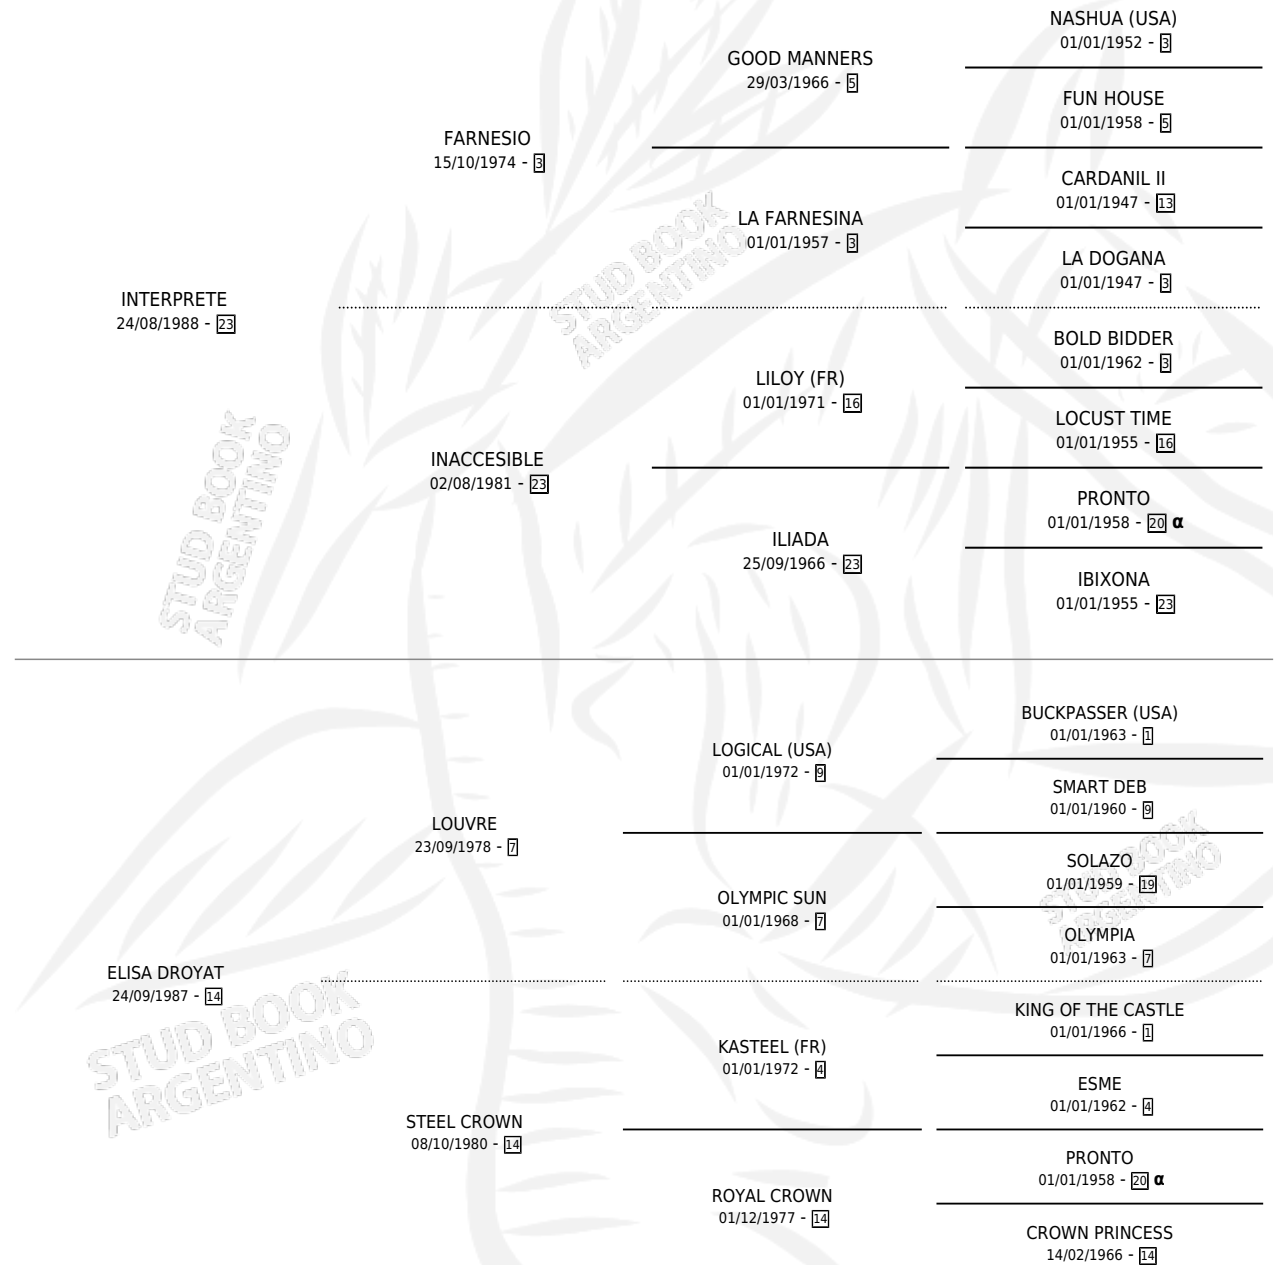 NASHUA (USA)
01/01/1952 - 3
GOOD MANNERS
29/03/1966 - 5
FUN HOUSE
01/01/1958 - 5
FARNESIO
15/10/1974 - 3
CARDANIL II
01/01/1947 - 13
LA FARNESINA
01/01/1957 - 3
LA DOGANA
01/01/1947 - 3
INTERPRETE
24/08/1988 - 23
BOLD BIDDER
01/01/1962 - 3
LILOY (FR)
01/01/1971 - 16
LOCUST TIME
01/01/1955 - 16
INACCESIBLE
02/08/1981 - 23
PRONTO
01/01/1958 - 20 α
ILIADA
25/09/1966 - 23
IBIXONA
01/01/1955 - 23
BUCKPASSER (USA)
01/01/1963 - 1
LOGICAL (USA)
01/01/1972 - 9
SMART DEB
01/01/1960 - 9
LOUVRE
23/09/1978 - 7
SOLAZO
01/01/1959 - 19
OLYMPIC SUN
01/01/1968 - 7
OLYMPIA
01/01/1963 - 7
ELISA DROYAT
24/09/1987 - 14
KING OF THE CASTLE
01/01/1966 - 1
KASTEEL (FR)
01/01/1972 - 4
ESME
01/01/1962 - 4
STEEL CROWN
08/10/1980 - 14
PRONTO
01/01/1958 - 20 α
ROYAL CROWN
01/12/1977 - 14
CROWN PRINCESS
14/02/1966 - 14
STUD BOOK
ARGENTINO
STUD BOOK
ARGENTINO
STUD BOOK
ARGENTINO
STUD BOOK
ARGENTINO